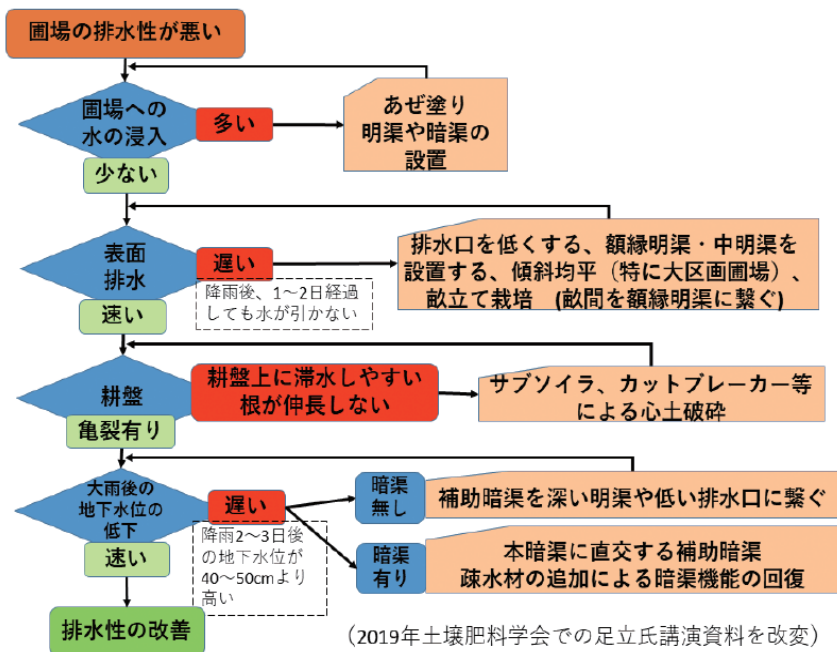 圃場の排水性が悪い
圃場への
水の浸入
多い
あぜ塗り
明渠や暗渠の
設置
少ない
表面
排水
遅い
降雨後、1～2日経過
しても水が引かない
排水口を低くする、額縁明渠・中明渠を
設置する、傾斜均平（特に大区画圃場）、
畝立て栽培　(畝間を額縁明渠に繋ぐ)
速い
耕盤
耕盤上に滞水しやすい
根が伸長しない
サブソイラ、カットブレーカー等
による心土破砕
亀裂有り
大雨後の
地下水位の
低下
遅い
降雨2～3日後
の地下水位が
40～50cmより
高い
暗渠
無し
補助暗渠を深い明渠や低い排水口に繋ぐ
暗渠
有り
本暗渠に直交する補助暗渠
疎水材の追加による暗渠機能の回復
速い
排水性の改善
（2019年土壌肥料学会での足立氏講演資料を改変）